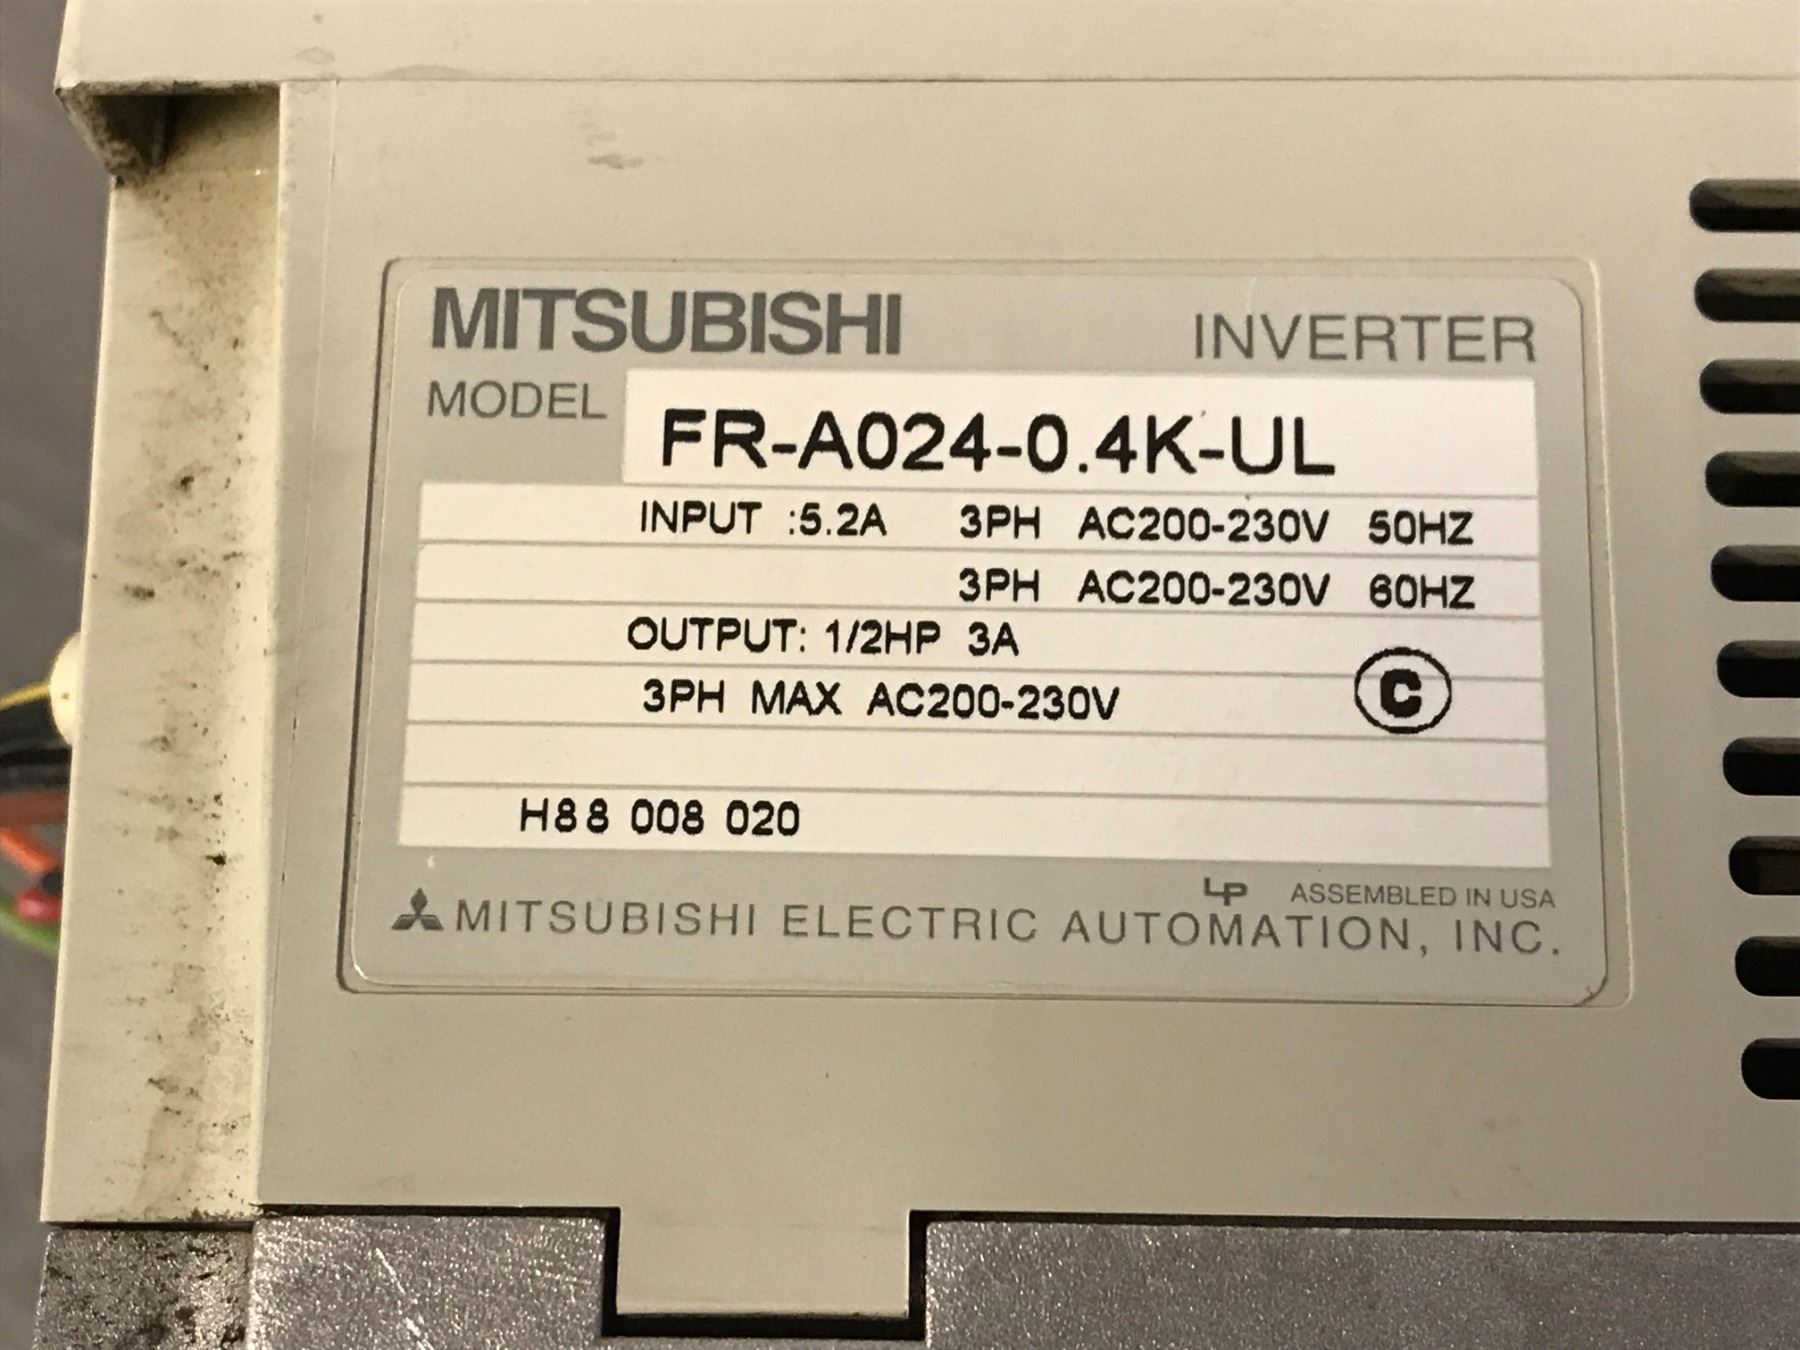 MITSUBISHI INVERTER
MODEL FR-A024-0.4K-UL
INPUT :5.2A 3PH AC200-230V 50HZ
3PH AC200-230V 60HZ
OUTPUT: 1/2HP 3A
C
3PH MAX AC200-230V
H88 008 020
LP ASSEMBLED IN USA
MITSUBISHI ELECTRIC AUTOMATION, INC.